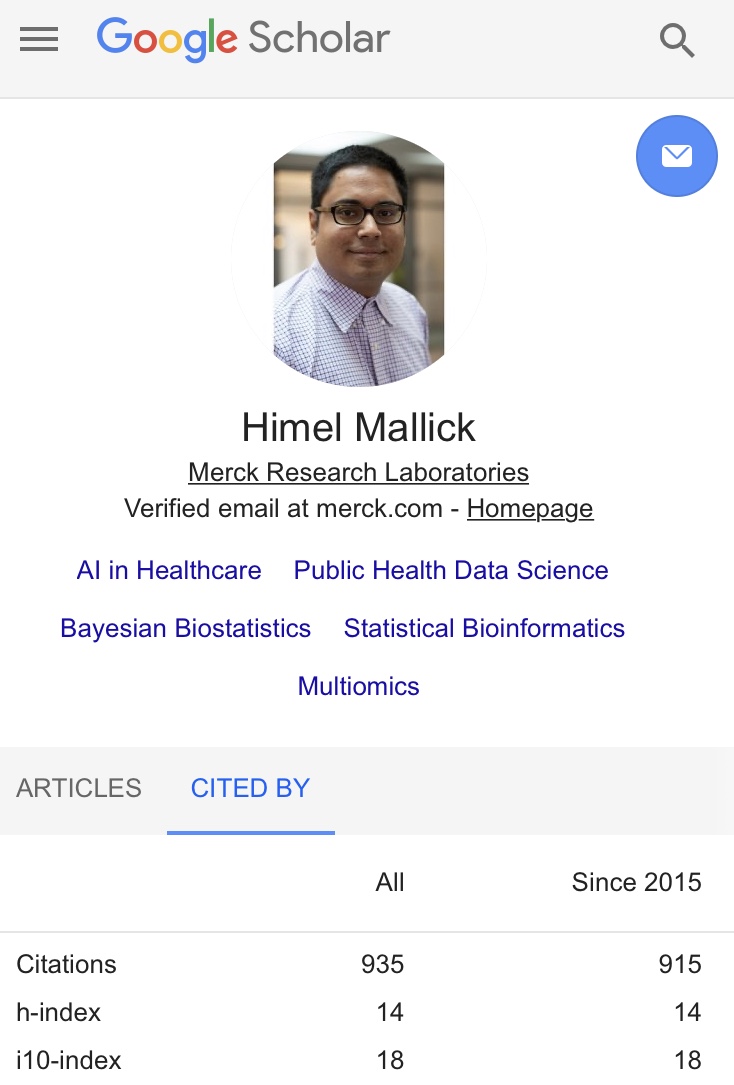 Google Scholar
Himel Mallick
Merck Research Laboratories
Verified email at merck.com - Homepage
AI in Healthcare Public Health Data Science
Bayesian Biostatistics Statistical Bioinformatics
Multiomics
ARTICLES CITED BY
All Since 2015
Citations 935 915
h-index 14 14
i10-index 18 18